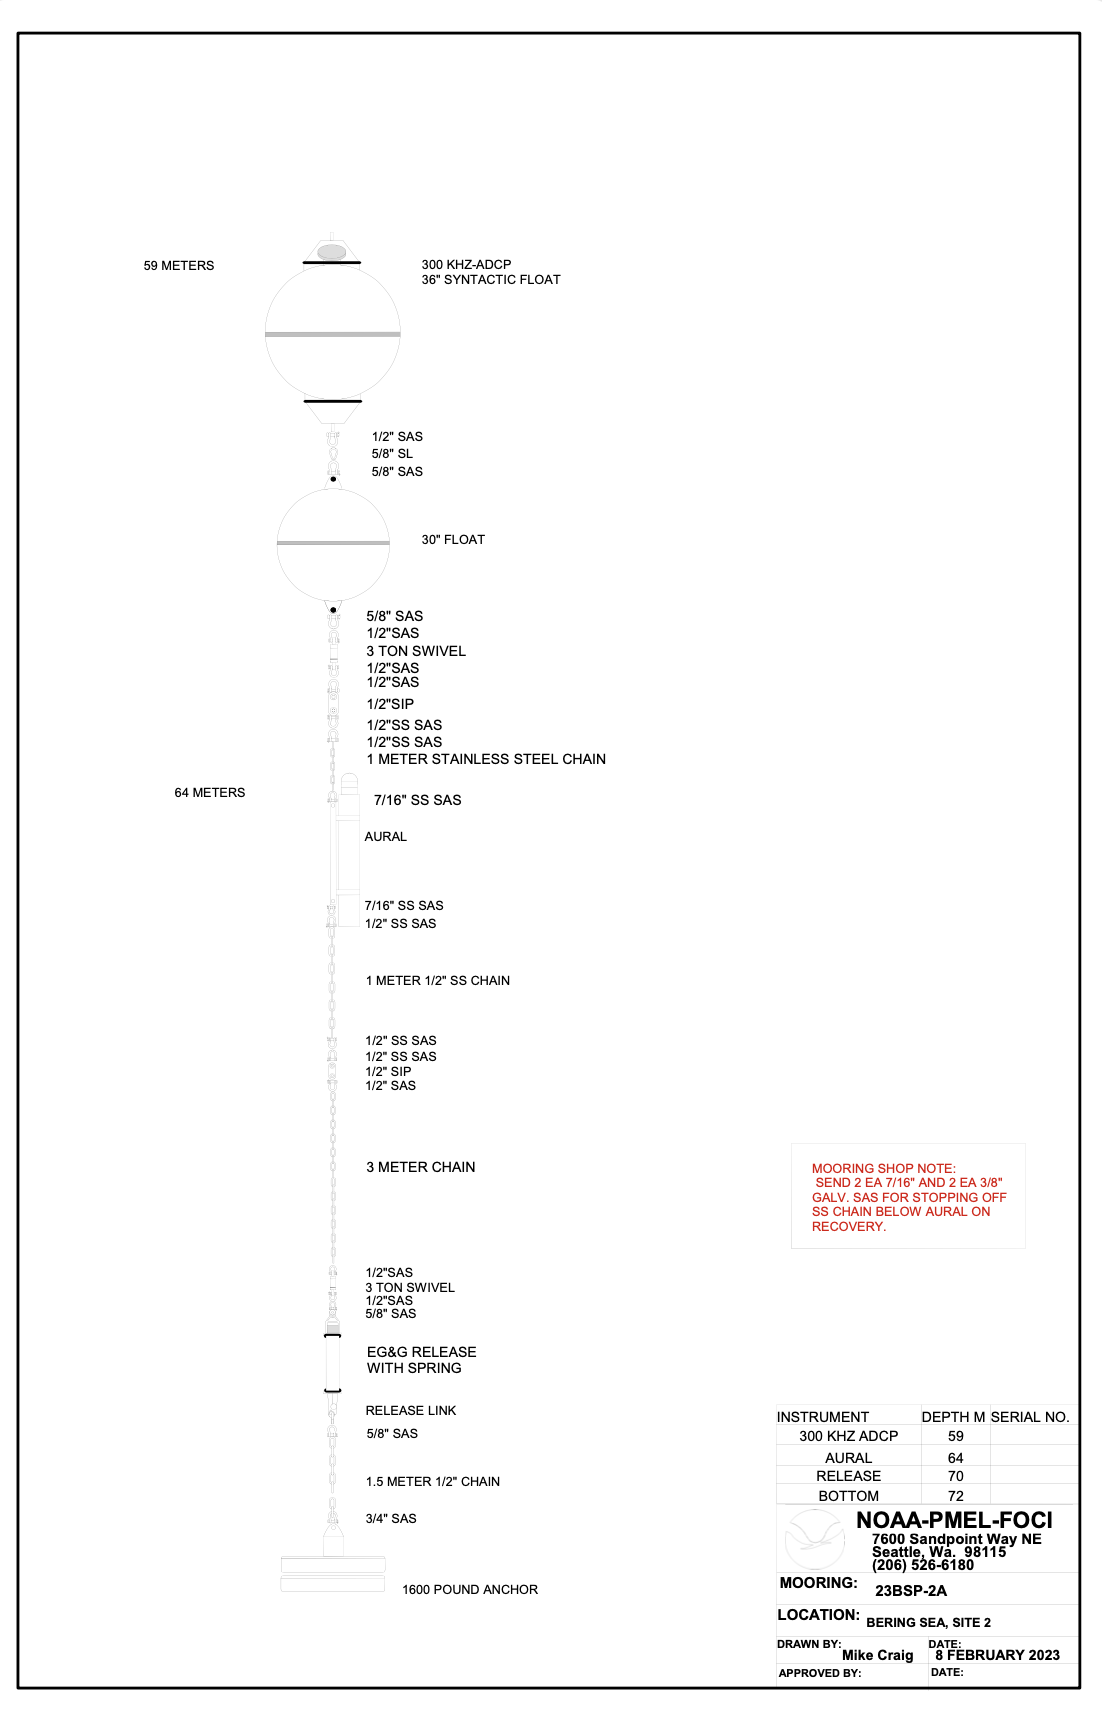 59 METERS
300 KHZ-ADCP
36" SYNTACTIC FLOAT
1/2" SAS
5/8" SL
5/8" SAS
30" FLOAT
5/8" SAS
1/2"SAS
3 TON SWIVEL
1/2"SAS
1/2"SAS
1/2"SIP
1/2"SS SAS
1/2"SS SAS
1 METER STAINLESS STEEL CHAIN
64 METERS
7/16" SS SAS
AURAL
7/16" SS SAS
1/2" SS SAS
1 METER 1/2" SS CHAIN
1/2" SS SAS
1/2" SS SAS
1/2" SIP
1/2" SAS
3 METER CHAIN
MOORING SHOP NOTE:
SEND 2 EA 7/16" AND 2 EA 3/8"
GALV. SAS FOR STOPPING OFF
SS CHAIN BELOW AURAL ON
RECOVERY.
1/2"SAS
3 TON SWIVEL
1/2"SAS
5/8" SAS
EG&G RELEASE
WITH SPRING
RELEASE LINK
5/8" SAS
1.5 METER 1/2" CHAIN
3/4" SAS
1600 POUND ANCHOR
INSTRUMENT DEPTH M SERIAL NO.
300 KHZ ADCP 59
AURAL 64
RELEASE 70
BOTTOM 72
NOAA-PMEL-FOCI
7600 Sandpoint Way NE
Seattle, Wa. 98115
(206) 526-6180
MOORING: 23BSP-2A
LOCATION: BERING SEA, SITE 2
DRAWN BY: Mike Craig DATE: 8 FEBRUARY 2023
APPROVED BY: DATE: